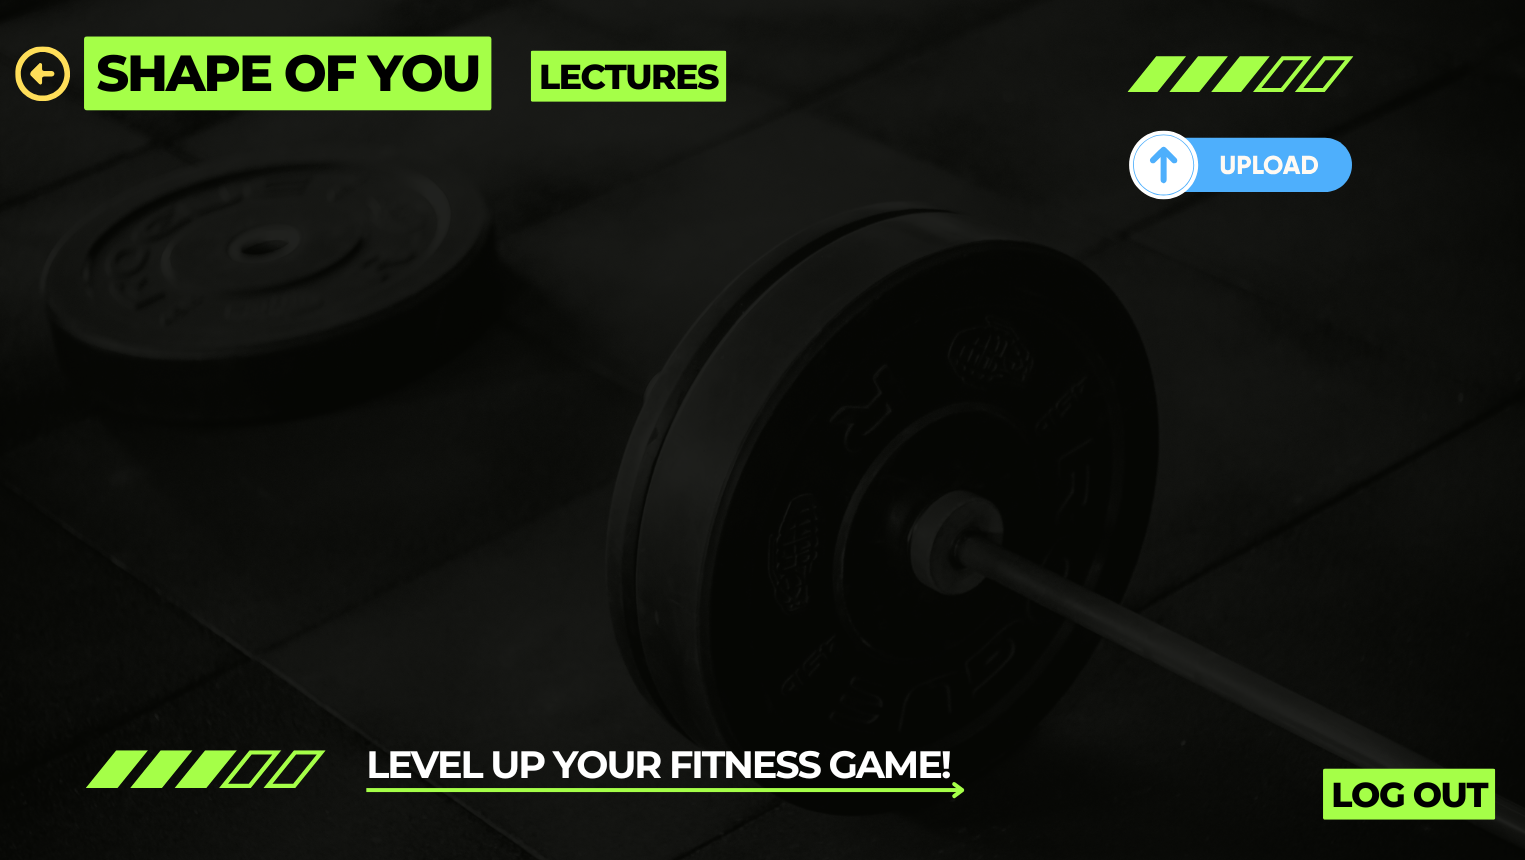 SHAPE OF YOU
LECTURES
UPLOAD
LEVEL UP YOUR FITNESS GAME!
LOG OUT